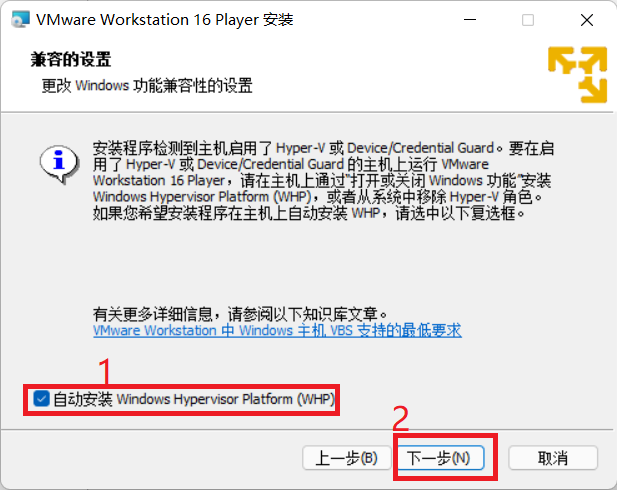 VMware Workstation 16 Player 安装
兼容的设置
更改 Windows 功能兼容性的设置
安装程序检测到主机启用了 Hyper-V 或 Device/Credential Guard。要在启
用了 Hyper-V 或 Device/Credential Guard 的主机上运行 VMware
Workstation 16 Player，请在主机上通过“打开或关闭 Windows 功能”安装
Windows Hypervisor Platform (WHP)，或者从系统中移除 Hyper-V 角色。
如果您希望安装程序在主机上自动安装 WHP，请选中以下复选框。
有关更多详细信息，请参阅以下知识库文章。
VMware Workstation 中 Windows 主机 VBS 支持的最低要求
1
自动安装 Windows Hypervisor Platform (WHP)
2
上一步(B) 下一步(N) 取消